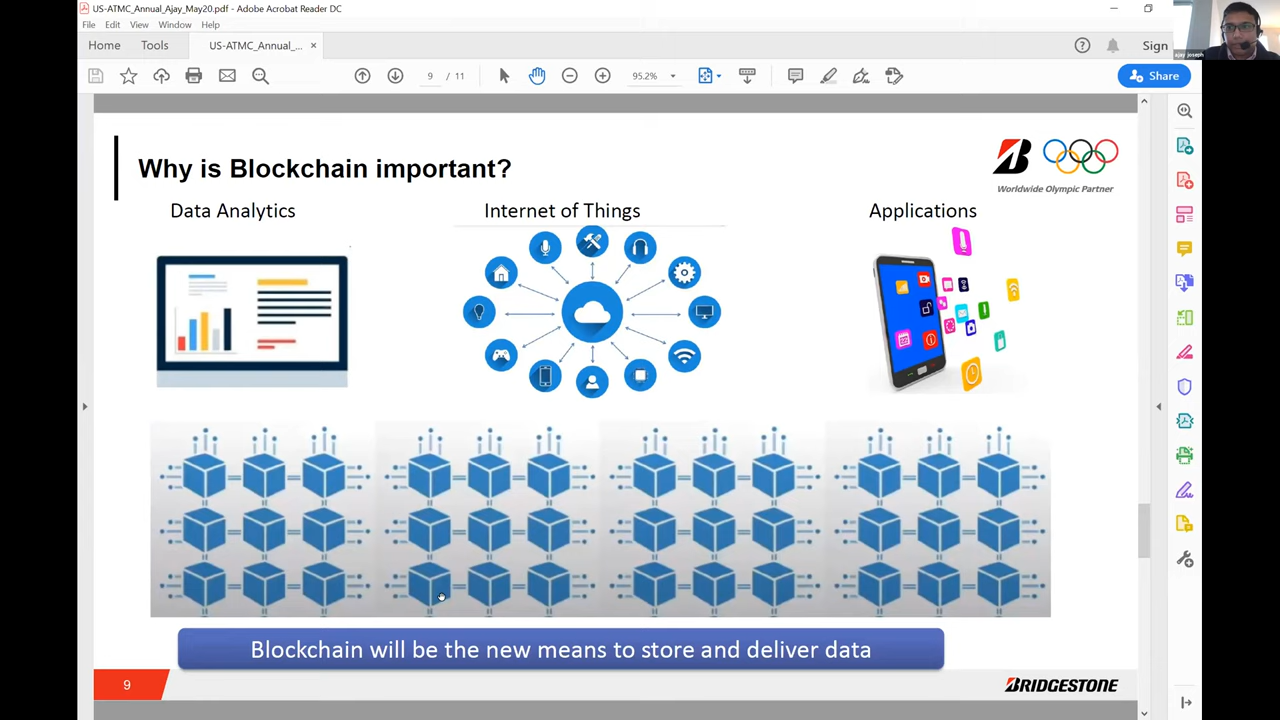 US-ATMC_Annual_Ajay_May20.pdf - Adobe Acrobat Reader DC
File Edit View Window Help
Home Tools US-ATMC_Annual_... × Sign
9 / 11 95.2% Share
ajay joseph
Why is Blockchain important?
Worldwide Olympic Partner
Data Analytics Internet of Things Applications
Blockchain will be the new means to store and deliver data
9 BRIDGESTONE